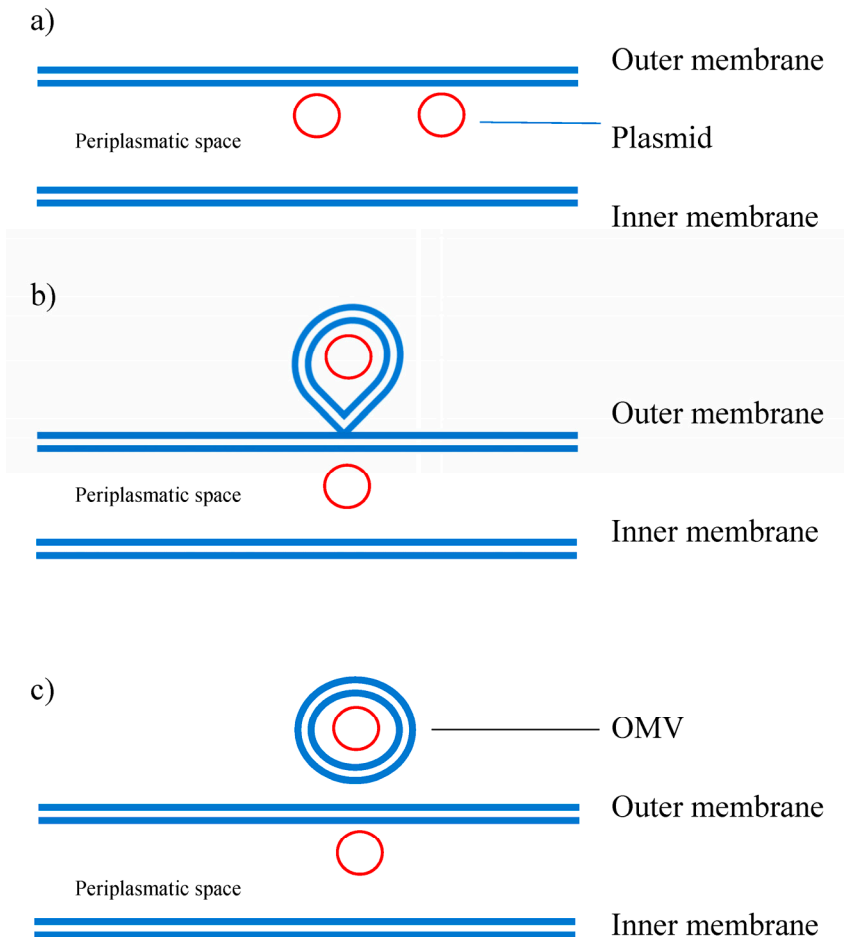 a)
Outer membrane
Periplasmatic space
Plasmid
Inner membrane
b)
Outer membrane
Periplasmatic space
Inner membrane
c)
OMV
Outer membrane
Periplasmatic space
Inner membrane